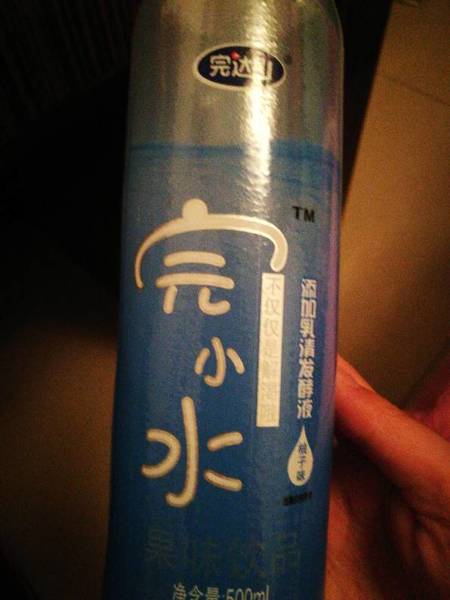 完达山
TM
完小水
不仅仅是解渴哦
添加乳清发酵液
桃子味
果味饮品
净含量:500ml